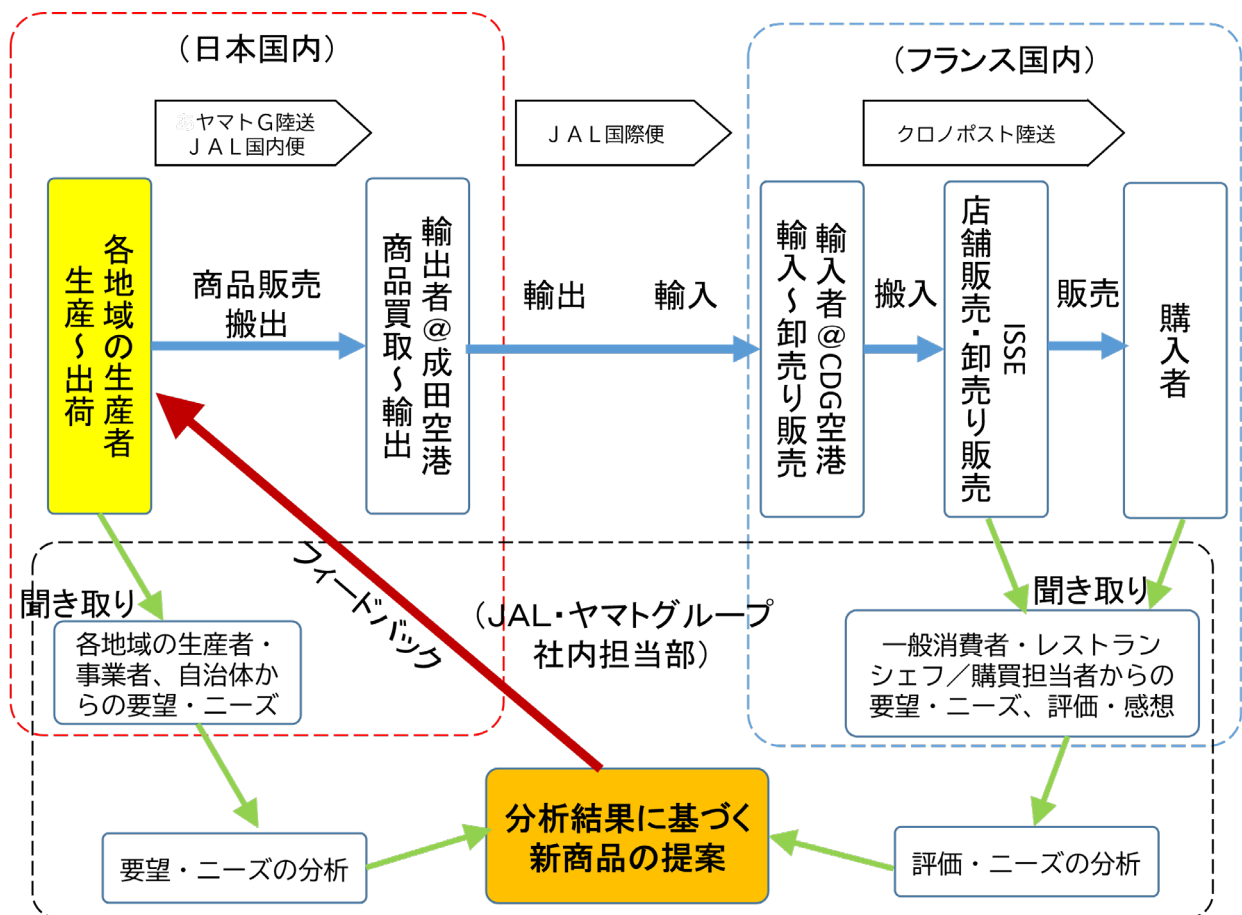 （日本国内）
（フランス国内）
ヤマトＧ陸送
ＪＡＬ国内便
ＪＡＬ国際便
クロノポスト陸送
各地域の生産者
生産～出荷
商品販売
搬出
輸出者＠成田空港
商品買取～輸出
輸出
輸入
輸入者＠CDG空港
輸入～卸売り販売
搬入
ISSE
店舗販売・卸売り販売
販売
購入者
フィードバック
聞き取り
各地域の生産者・
事業者、自治体か
らの要望・ニーズ
（JAL・ヤマトグループ
社内担当部）
聞き取り
一般消費者・レストラン
シェフ／購買担当者からの
要望・ニーズ、評価・感想
要望・ニーズの分析
分析結果に基づく
新商品の提案
評価・ニーズの分析